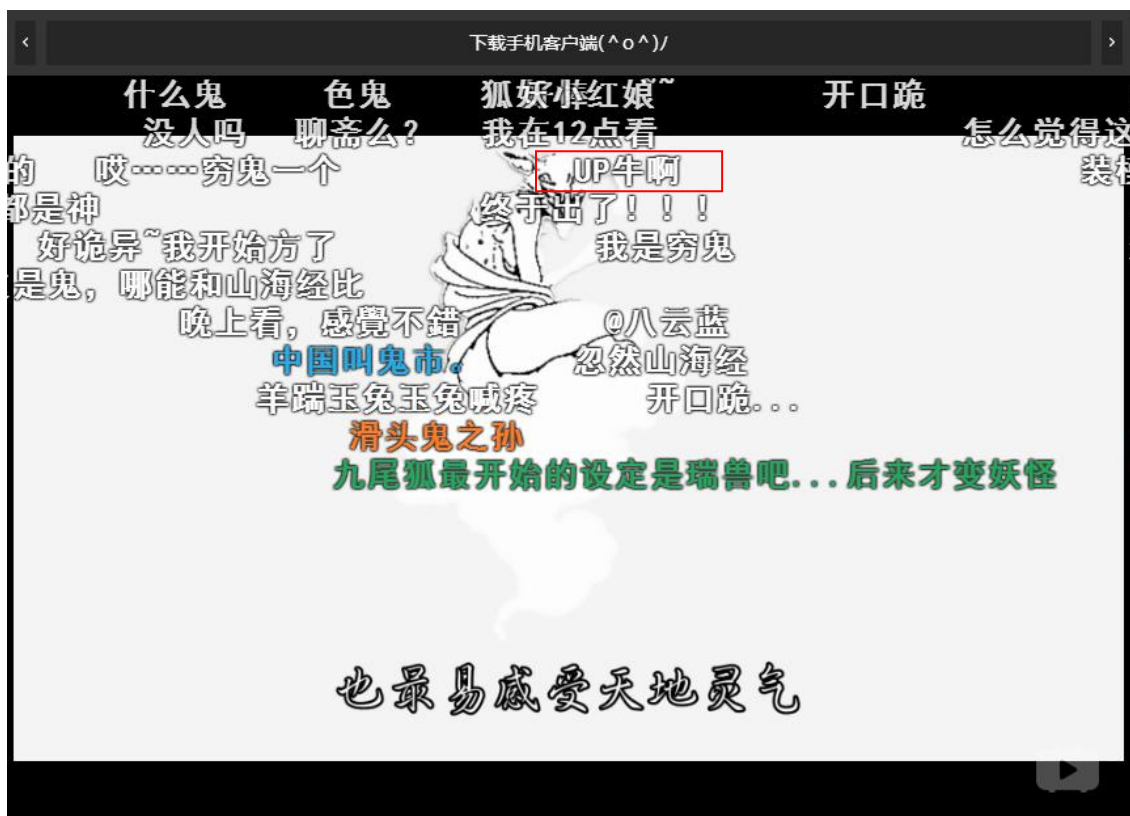 下载手机客户端(^o^)/
什么鬼 色鬼 狐妖小红娘~ 开口跪
没人吗 聊斋么? 我在12点看 怎么觉得这
的 哎……穷鬼一个 UP牛啊 装
都是神 终于出了!!!
好诡异~我开始方了 我是穷鬼
是鬼,哪能和山海经比
晚上看,感覺不錯 @八云蓝
中国叫鬼市。 忽然山海经
羊踹玉兔玉兔喊疼 开口跪...
滑头鬼之孙
九尾狐最开始的设定是瑞兽吧...后来才变妖怪
也最易感受天地灵气